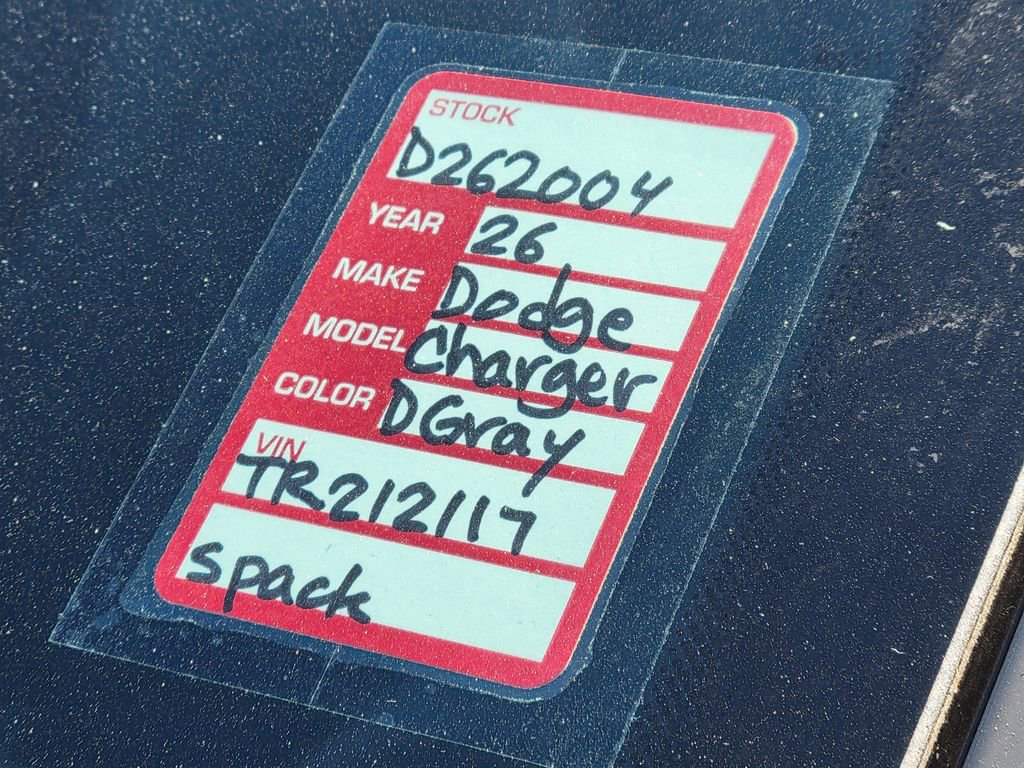 STOCK
D262004
YEAR 26
MAKE Dodge
MODEL Charger
COLOR DGray
VIN
TR212117
spack